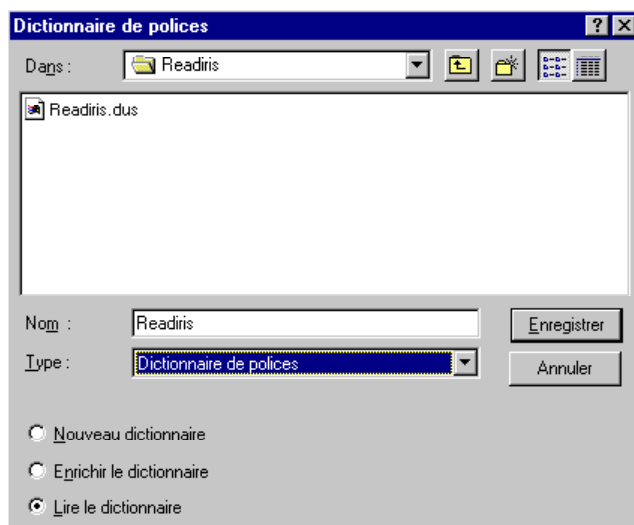 Dictionnaire de polices
Dans :
Readiris
Readiris.dus
Nom :
Readiris
Enregistrer
Type :
Dictionnaire de polices
Annuler
Nouveau dictionnaire
Enrichir le dictionnaire
Lire le dictionnaire